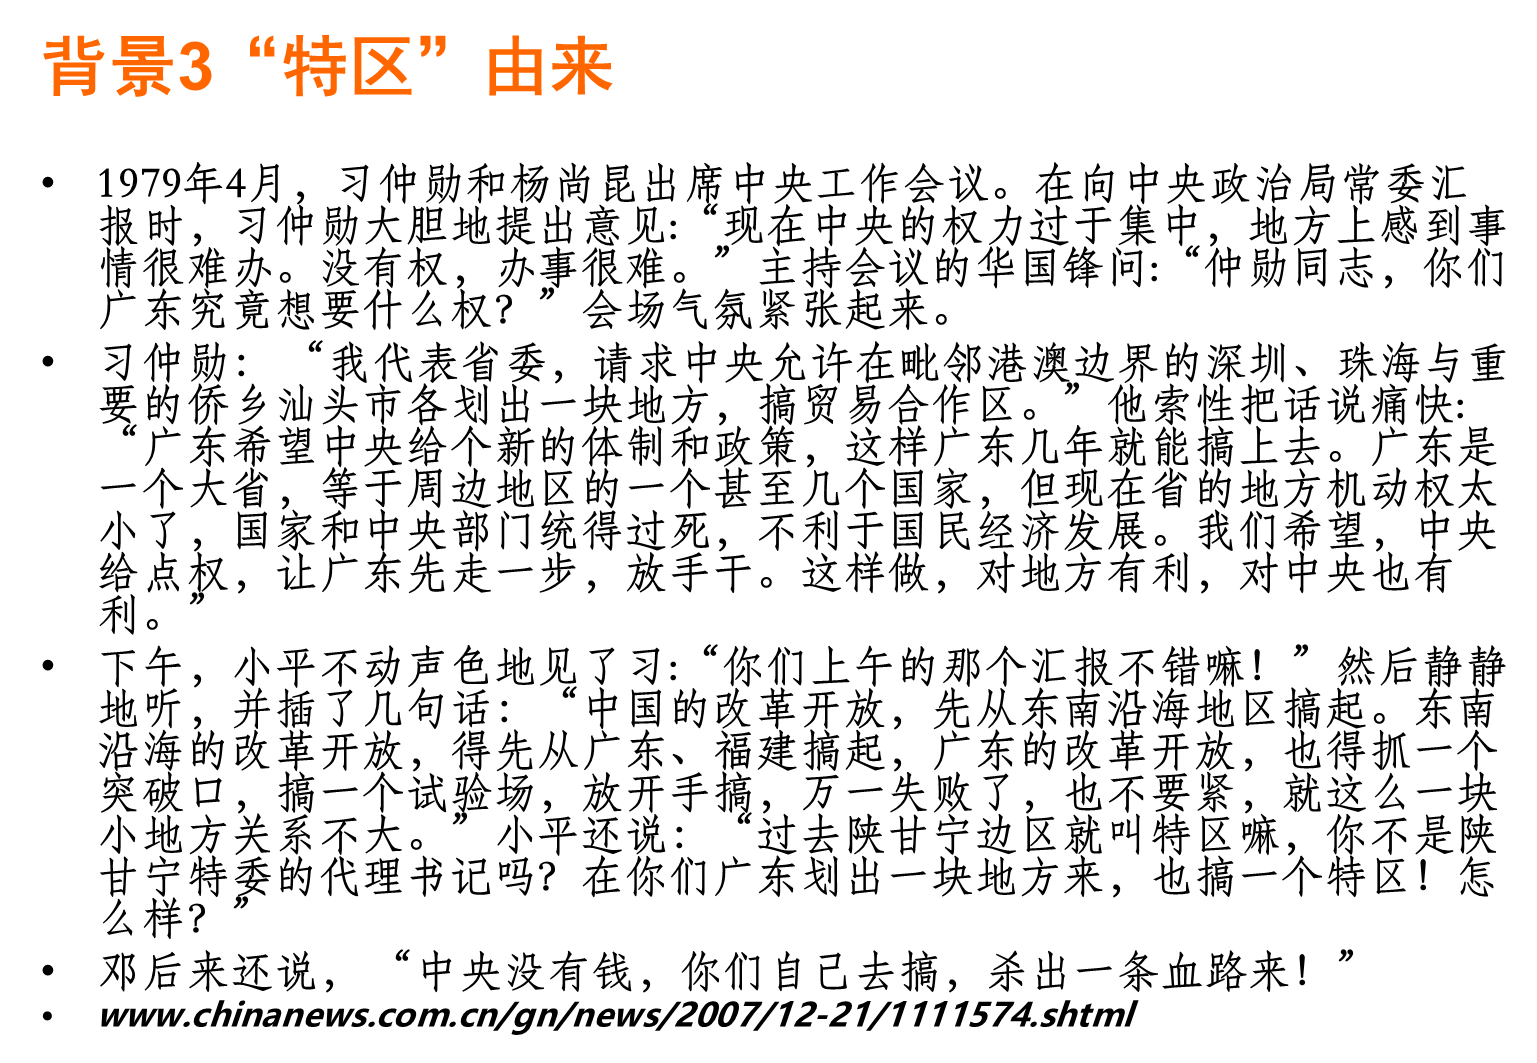 背景3“特区”由来
• 1979年4月，习仲勋和杨尚昆出席中央工作会议。在向中央政治局常委汇
报时，习仲勋大胆地提出意见:“现在中央的权力过于集中，地方上感到事
情很难办。没有权，办事很难。”主持会议的华国锋问:“仲勋同志，你们
广东究竟想要什么权？”会场气氛紧张起来。
• 习仲勋：“我代表省委，请求中央允许在毗邻港澳边界的深圳、珠海与重
要的侨乡汕头市各划出一块地方，搞贸易合作区。”他索性把话说痛快:
“广东希望中央给个新的体制和政策，这样广东几年就能搞上去。广东是
一个大省，等于周边地区的一个甚至几个国家，但现在省的地方机动权太
小了，国家和中央部门统得过死，不利于国民经济发展。我们希望，中央
给点权，让广东先走一步，放手干。这样做，对地方有利，对中央也有
利。”
• 下午，小平不动声色地见了习:“你们上午的那个汇报不错嘛！”然后静静
地听，并插了几句话：“中国的改革开放，先从东南沿海地区搞起。东南
沿海的改革开放，得先从广东、福建搞起，广东的改革开放，也得抓一个
突破口，搞一个试验场，放开手搞，万一失败了，也不要紧，就这么一块
小地方关系不大。”小平还说：“过去陕甘宁边区就叫特区嘛，你不是陕
甘宁特委的代理书记吗？在你们广东划出一块地方来，也搞一个特区！怎
么样？”
• 邓后来还说，“中央没有钱，你们自己去搞，杀出一条血路来！”
• www.chinanews.com.cn/gn/news/2007/12-21/1111574.shtml